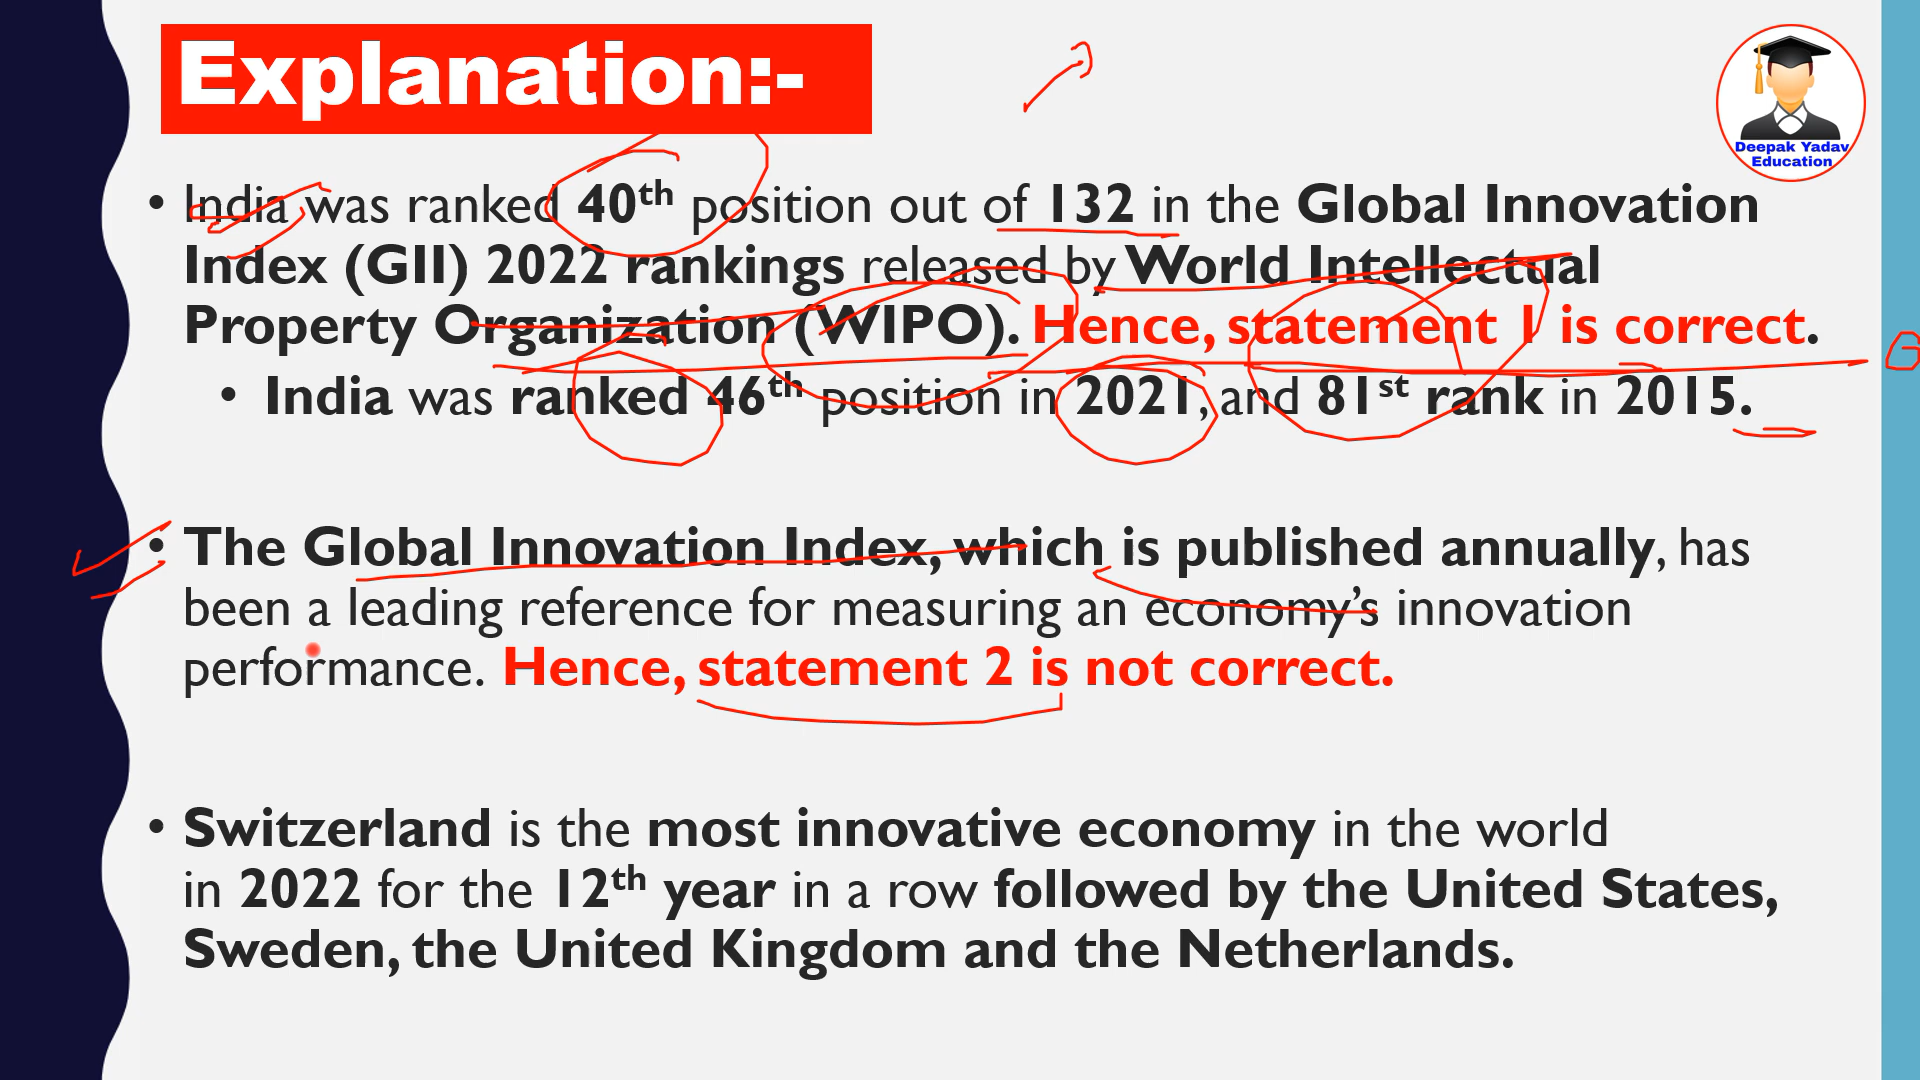 Explanation:-
Deepak Yadav
Education
• India was ranked 40th position out of 132 in the Global Innovation
Index (GII) 2022 rankings released by World Intellectual
Property Organization (WIPO). Hence, statement 1 is correct.
• India was ranked 46th position in 2021, and 81st rank in 2015.
• The Global Innovation Index, which is published annually, has
been a leading reference for measuring an economy’s innovation
performance. Hence, statement 2 is not correct.
• Switzerland is the most innovative economy in the world
in 2022 for the 12th year in a row followed by the United States,
Sweden, the United Kingdom and the Netherlands.